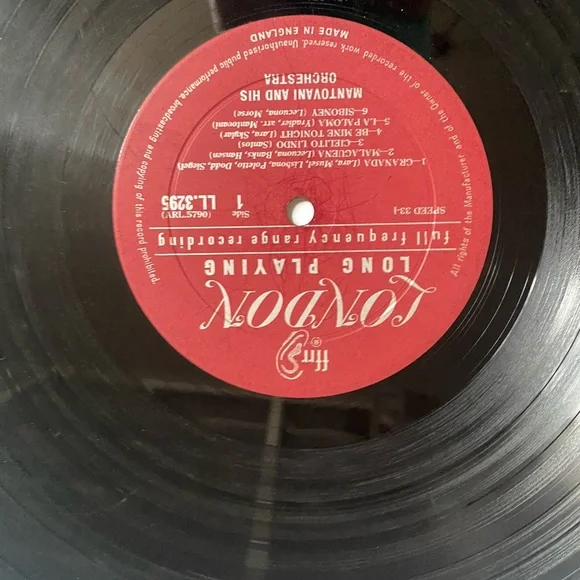 ffrr®
LONDON
LONG PLAYING
full frequency range recording
SPEED 33-1
Side 1
LL.3295
(ARL.5790)
1—GRANADA (Lara, Musel, Lisbona, Poletto, Dodd, Siegel)
2—MALAGUENA (Lecuona, Banks, Hansen)
3—CIELITO LINDO (Santos)
4—BE MINE TONIGHT (Lara, Skylar)
5—LA PALOMA (Yradier, arr. Mantovani)
6—SIBONEY (Lecuona, Morse)
MANTOVANI AND HIS
ORCHESTRA
All rights of the Manufacturer and of the Owner of the recorded work reserved. Unauthorised public performance, broadcasting and copying of this record prohibited.
MADE IN ENGLAND